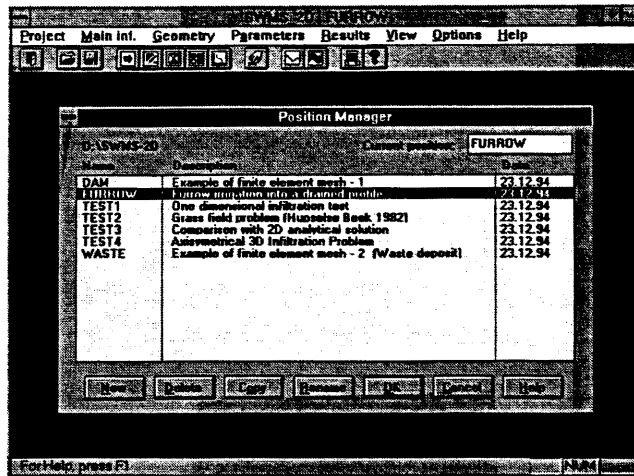 SWMS-2D - FURROW
Project Main inf. Geometry Parameters Results View Options Help
Position Manager
D:\SWMS-2D Current position: FURROW
Name Description Date
DAM Example of finite element mesh - 1 23.12.94
FURROW Furrow irrigation into a drained profile 23.12.94
TEST1 One dimensional infiltration test 23.12.94
TEST2 Grass field problem (Hupselse Beek 1982) 23.12.94
TEST3 Comparison with 2D analytical solution 23.12.94
TEST4 Axisymmetrical 3D Infiltration Problem 23.12.94
WASTE Example of finite element mesh - 2 (Waste deposit) 23.12.94
New Delete Copy Rename OK Cancel Help
For Help, press F1 NUM